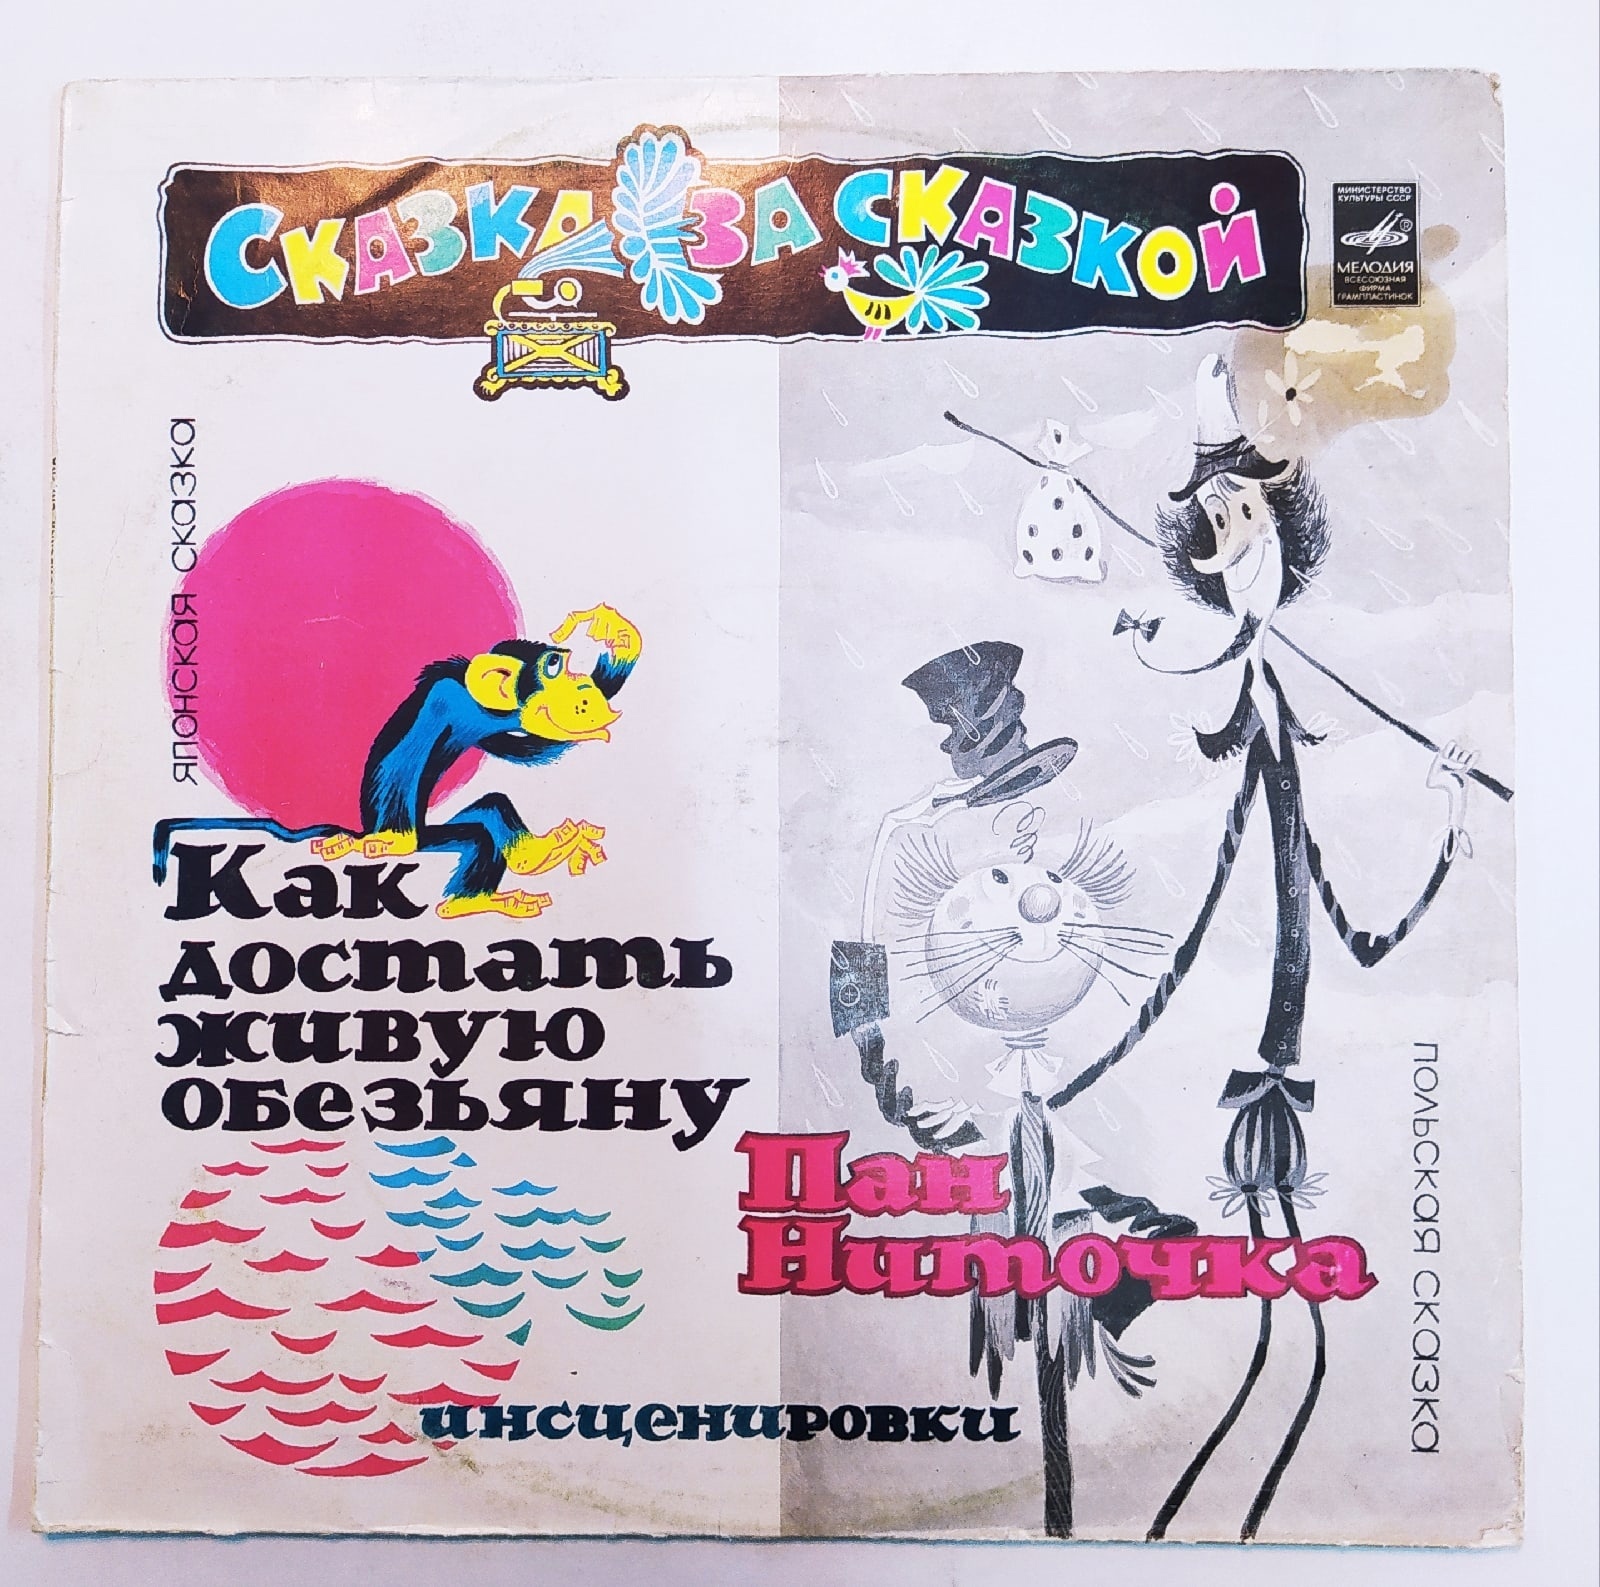 Сказка за сказкой
МИНИСТЕРСТВО
КУЛЬТУРЫ СССР
®
МЕЛОДИЯ
ВСЕСОЮЗНАЯ
ФИРМА
ГРАМПЛАСТИНОК
ЯПОНСКАЯ СКАЗКА
Как
достать
живую
обезьяну
Пан
Ниточка
ПОЛЬСКАЯ СКАЗКА
инсценировки